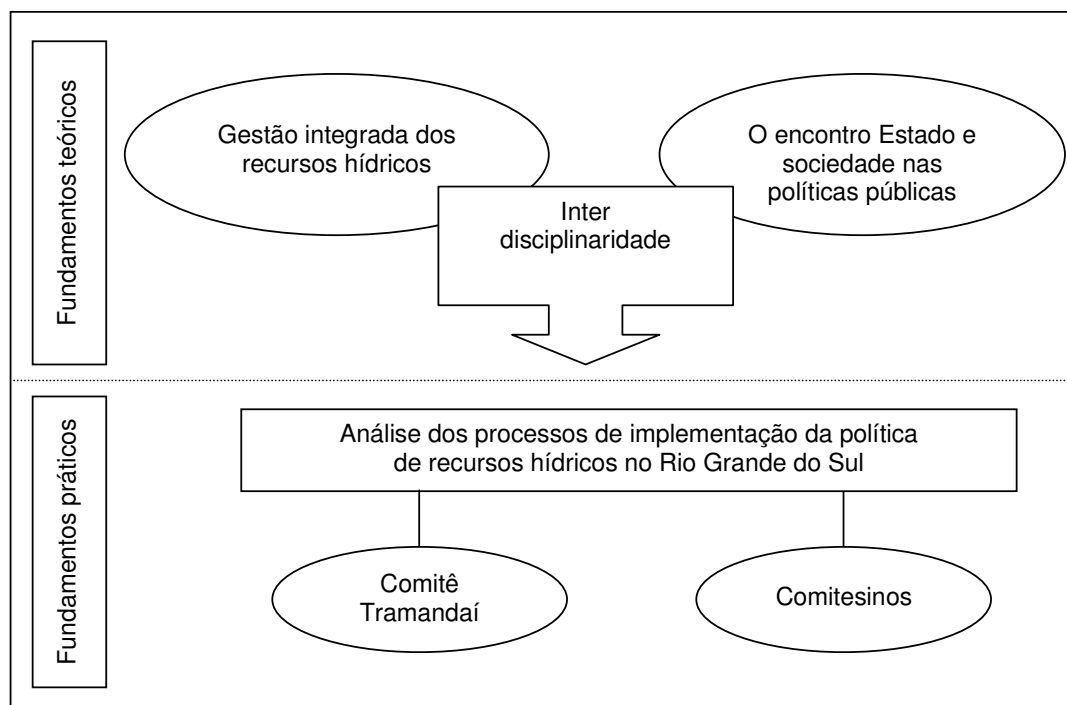 Fundamentos teóricos
Gestão integrada dos
recursos hídricos
O encontro Estado e
sociedade nas
políticas públicas
Inter
disciplinaridade
Fundamentos práticos
Análise dos processos de implementação da política
de recursos hídricos no Rio Grande do Sul
Comitê
Tramandaí
Comitesinos